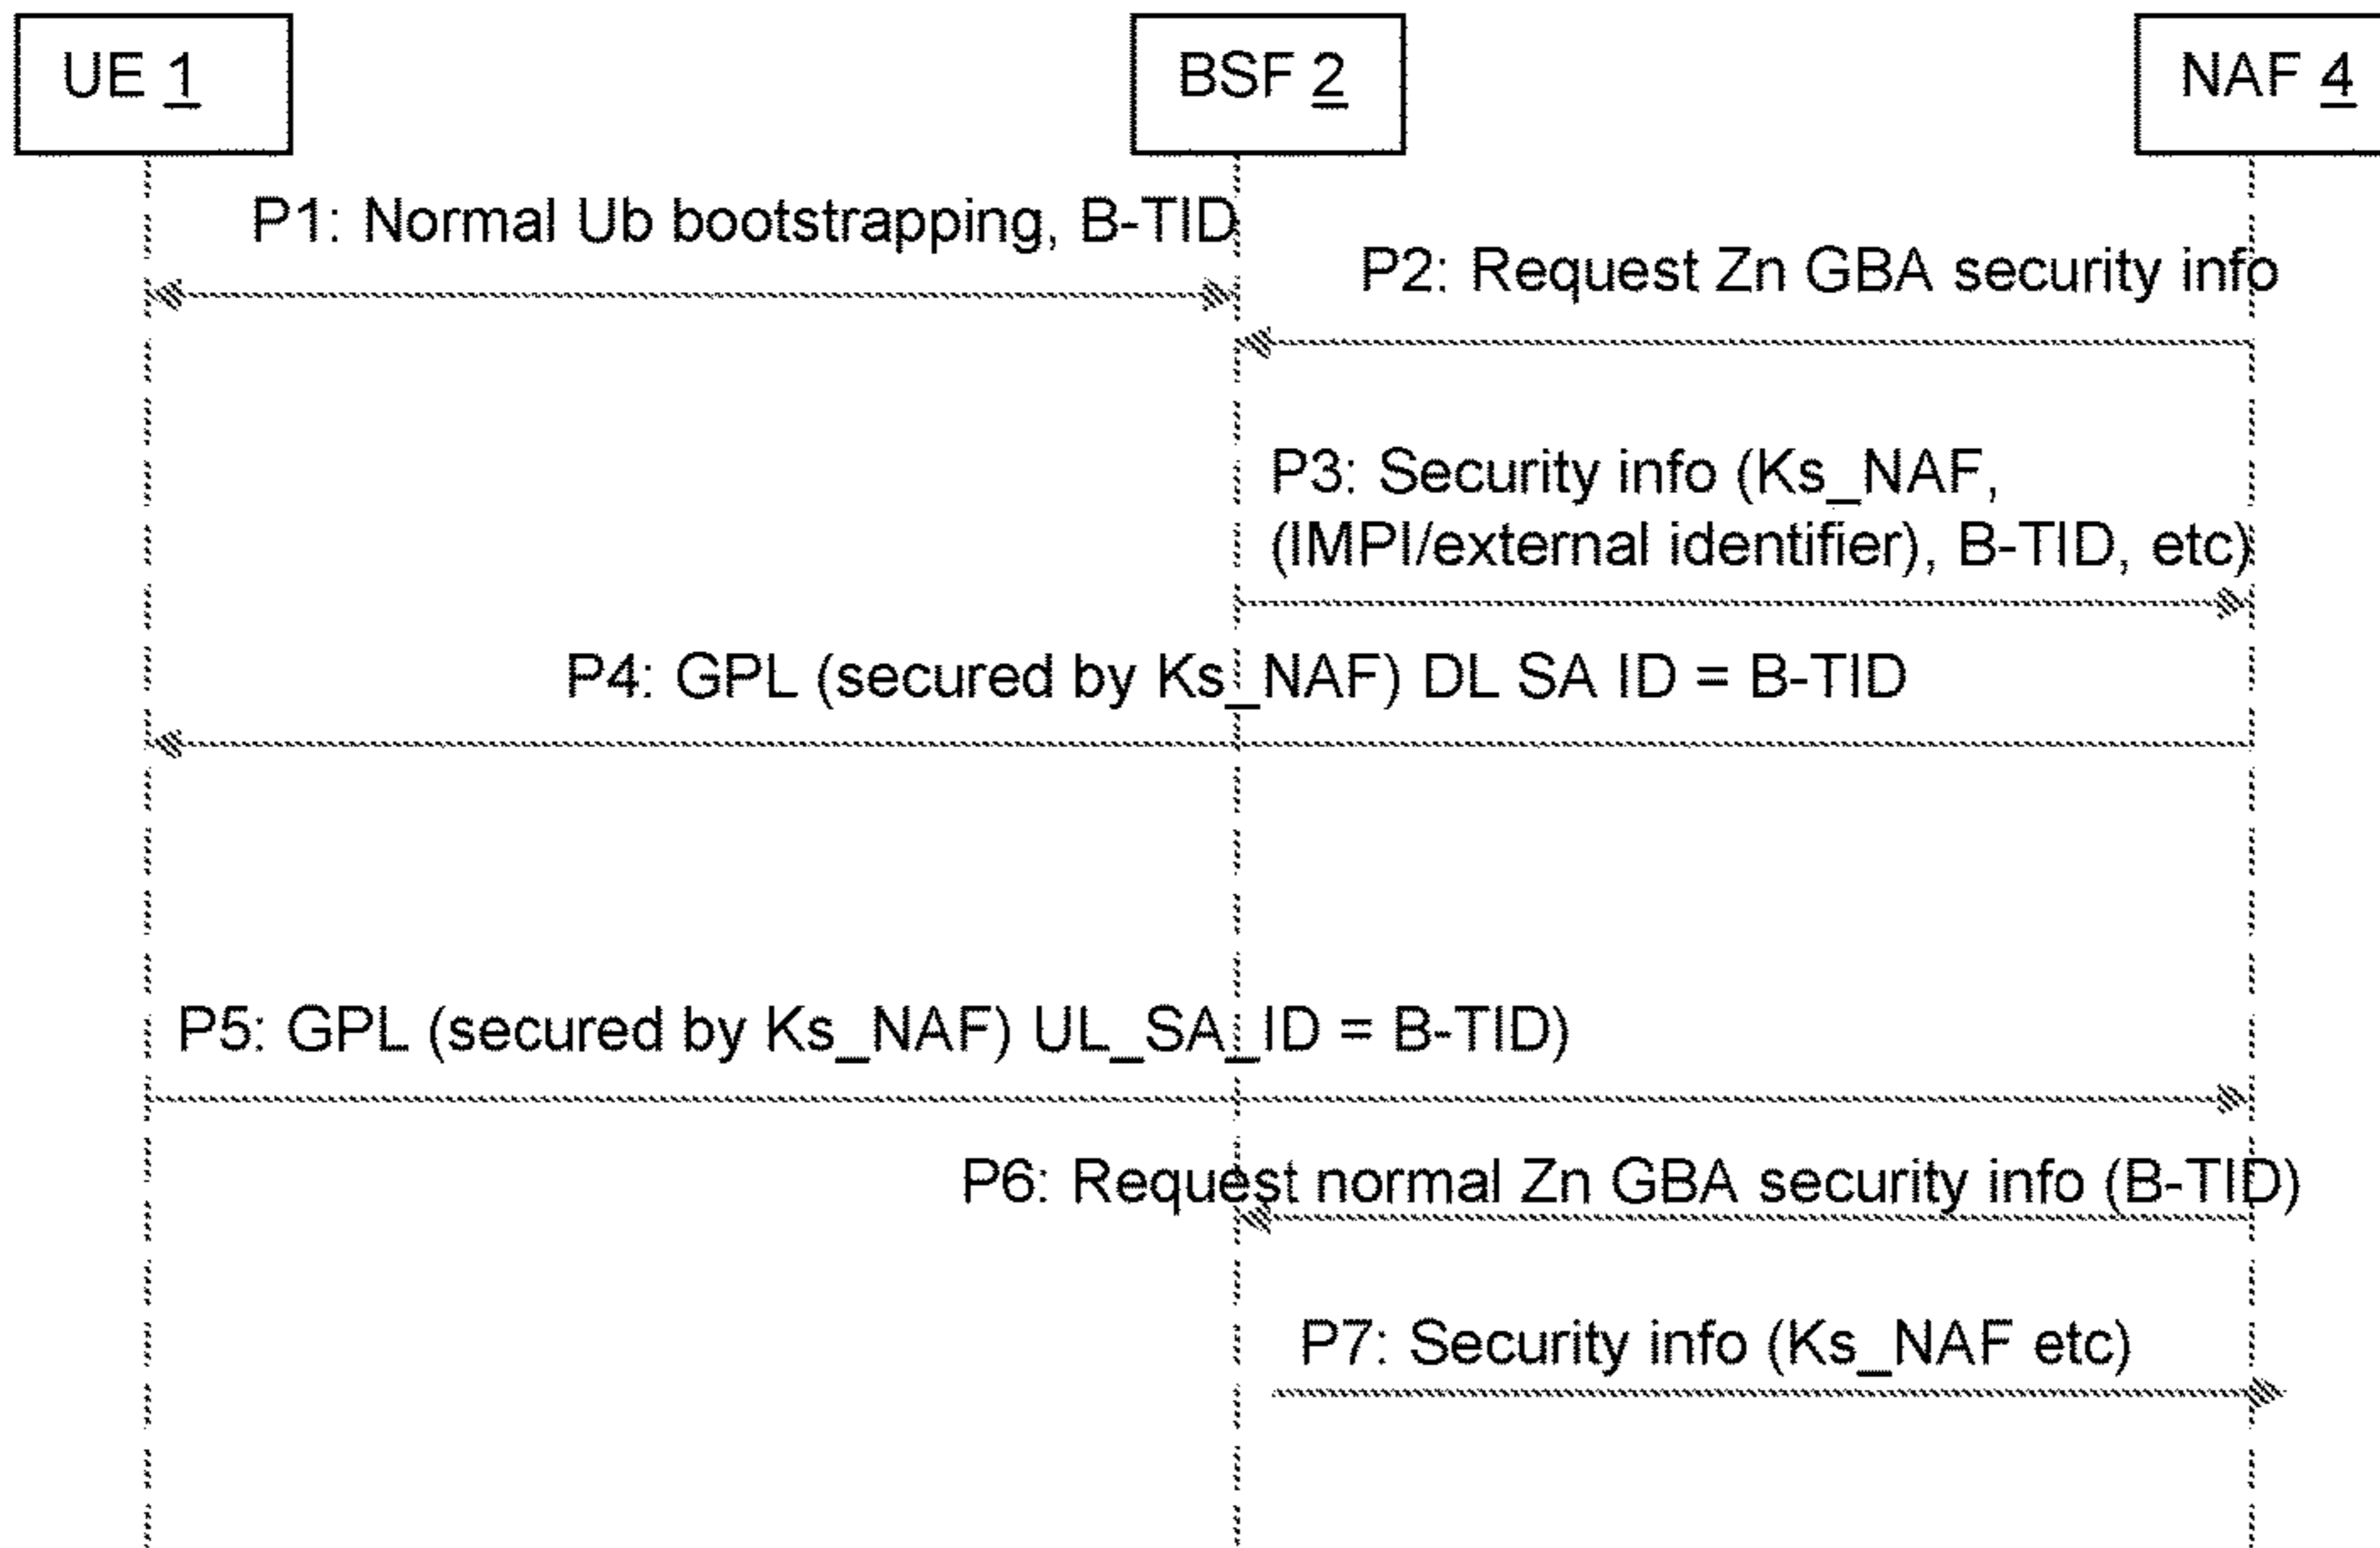 UE 1
BSF 2
NAF 4
P1: Normal Ub bootstrapping, B-TID
P2: Request Zn GBA security info
P3: Security info (Ks_NAF,
(IMPI/external identifier), B-TID, etc)
P4: GPL (secured by Ks_NAF) DL SA ID = B-TID
P5: GPL (secured by Ks_NAF) UL_SA_ID = B-TID)
P6: Request normal Zn GBA security info (B-TID)
P7: Security info (Ks_NAF etc)